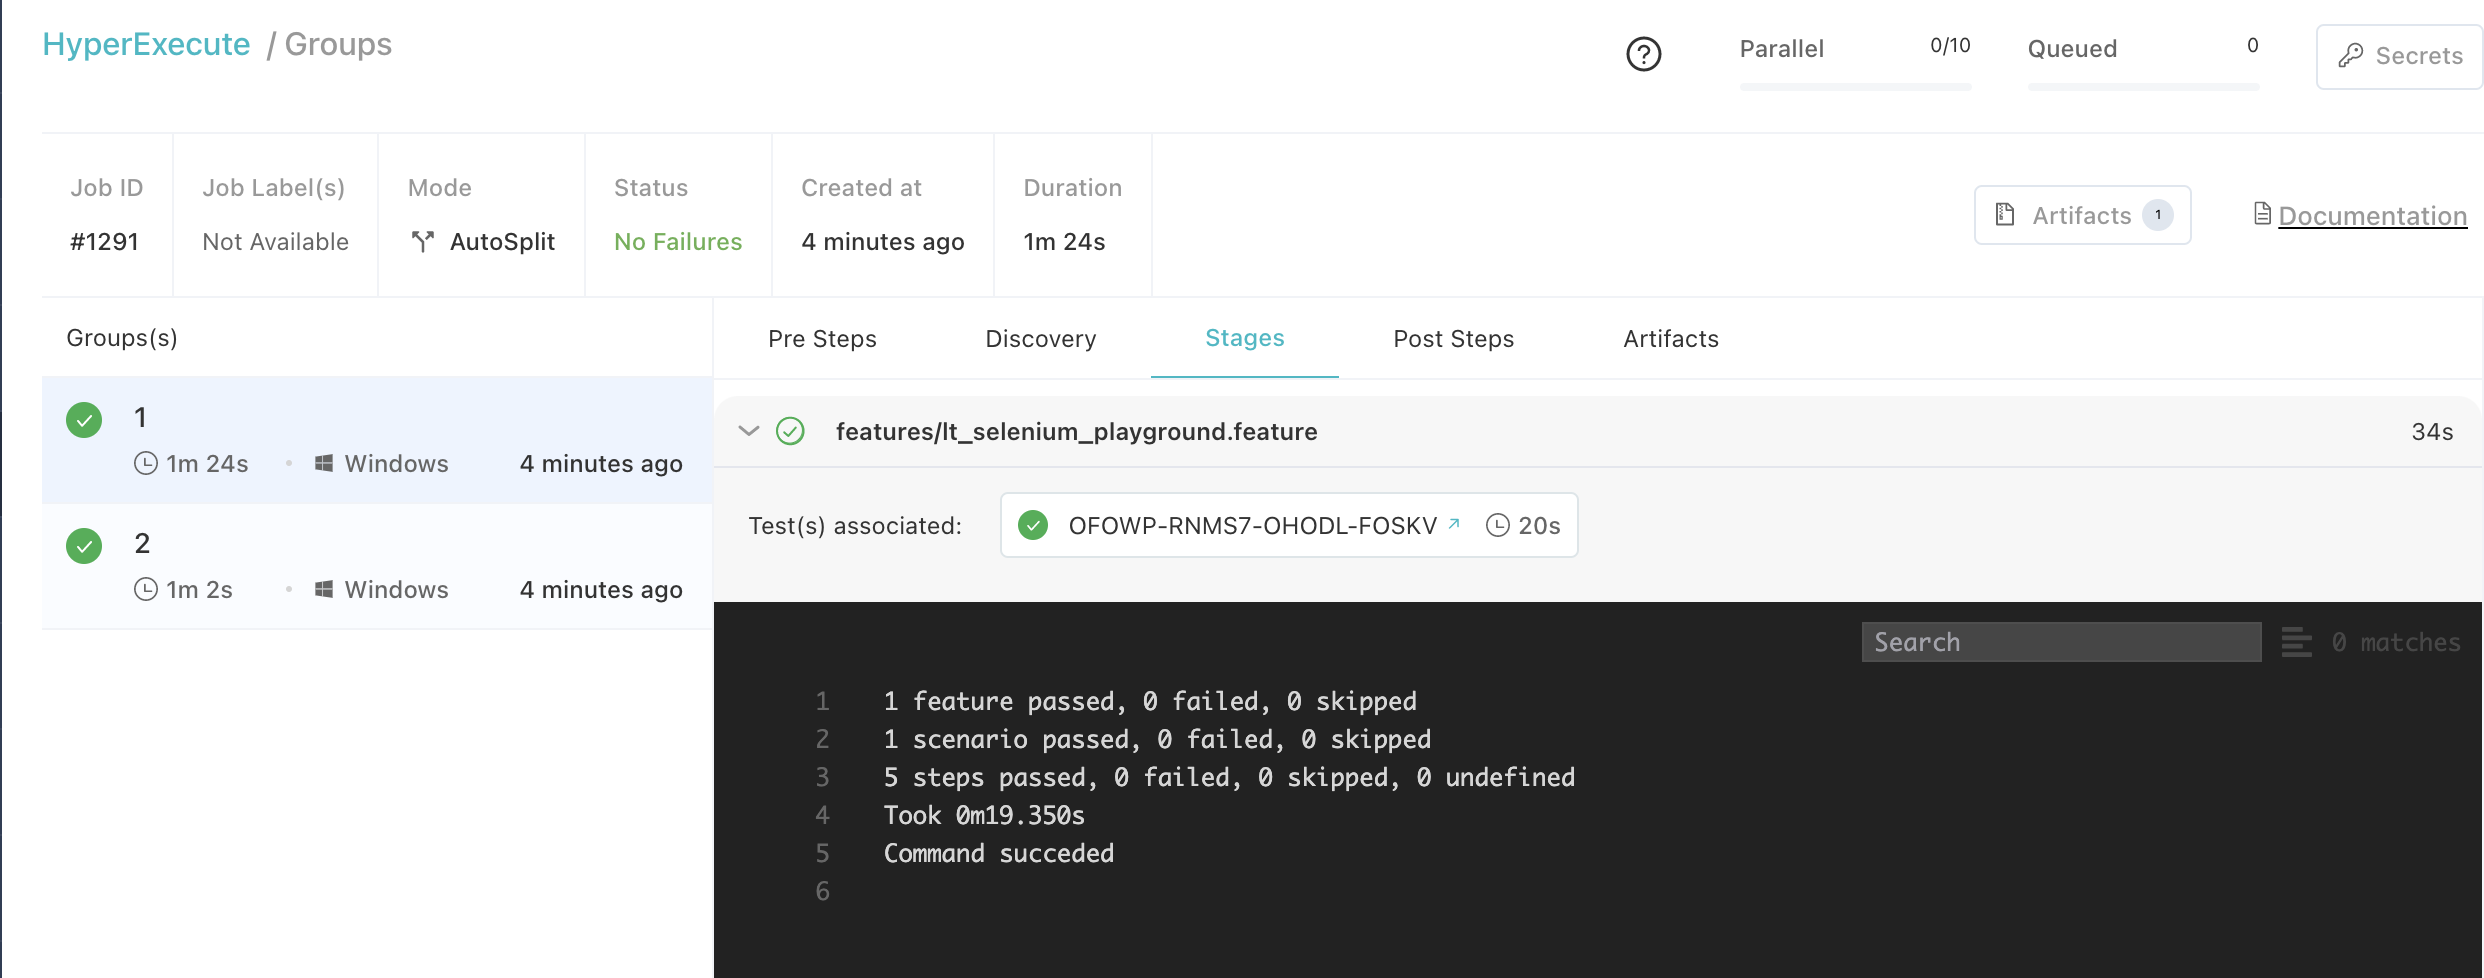 HyperExecute / Groups
Parallel 0/10
Queued 0
Secrets
Job ID
#1291
Job Label(s)
Not Available
Mode
AutoSplit
Status
No Failures
Created at
4 minutes ago
Duration
1m 24s
Artifacts 1
Documentation
Groups(s)
1
1m 24s • Windows 4 minutes ago
2
1m 2s • Windows 4 minutes ago
Pre Steps Discovery Stages Post Steps Artifacts
features/lt_selenium_playground.feature 34s
Test(s) associated: OFOWP-RNMS7-OHODL-FOSKV 20s
Search 0 matches
1 1 feature passed, 0 failed, 0 skipped
2 1 scenario passed, 0 failed, 0 skipped
3 5 steps passed, 0 failed, 0 skipped, 0 undefined
4 Took 0m19.350s
5 Command succeded
6